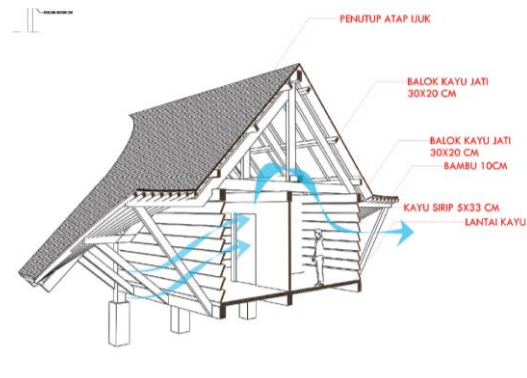 PENUTUP ATAP IJUK
BALOK KAYU JATI
30X20 CM
BALOK KAYU JATI
30X20 CM
BAMBU 10CM
KAYU SIRIP 5X33 CM
LANTAI KAYU